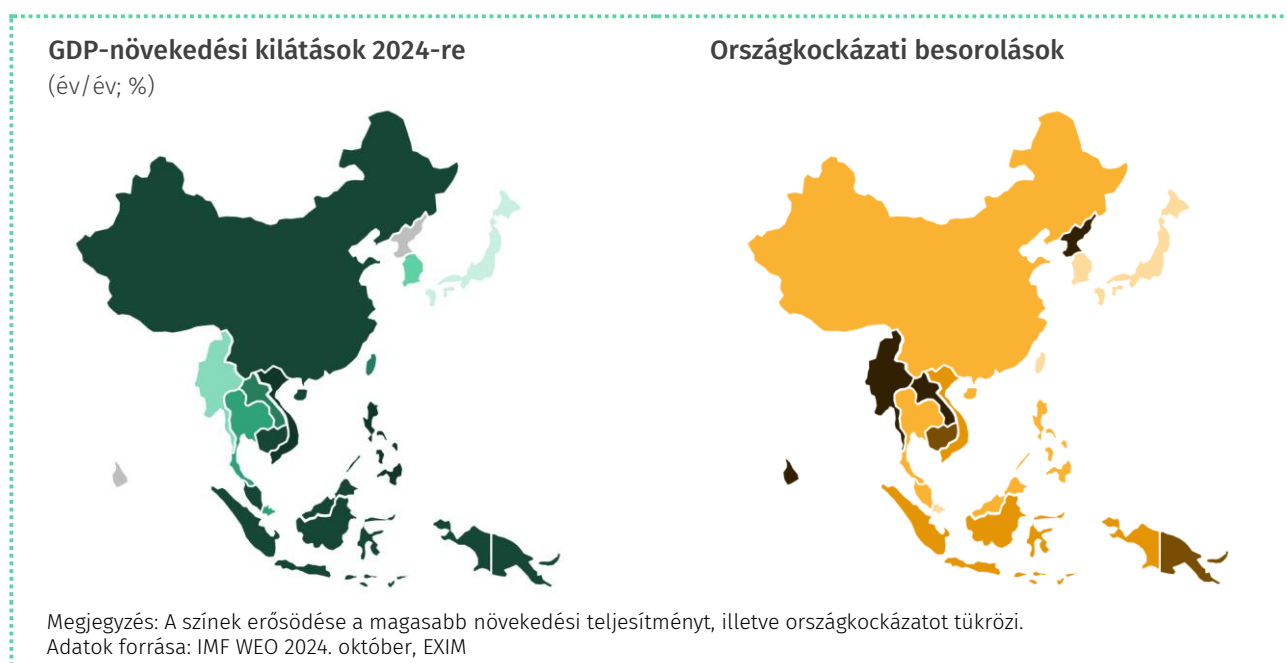 GDP-növekedési kilátások 2024-re
(év/év; %)
Országkockázati besorolások
Megjegyzés: A színek erősödése a magasabb növekedési teljesítményt, illetve országkockázatot tükrözi.
Adatok forrása: IMF WEO 2024. október, EXIM